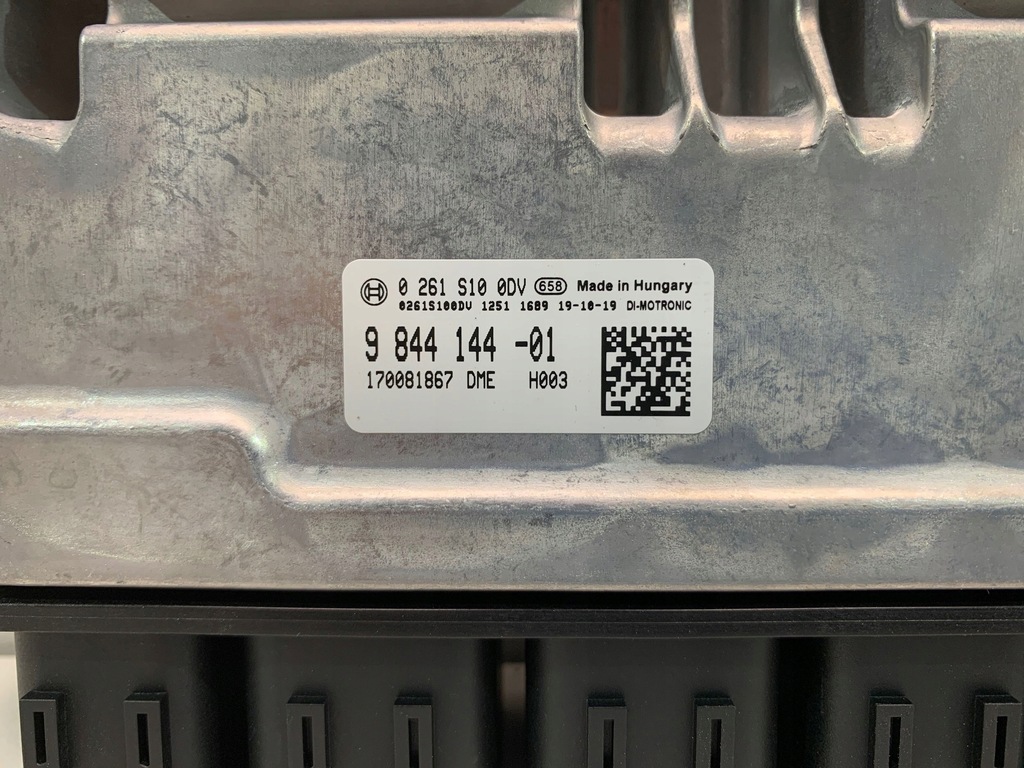 0 261 S10 0DV 658 Made in Hungary
0261S100DV 1251 1689 19-10-19 DI-MOTRONIC
9 844 144 -01
170081867 DME H003